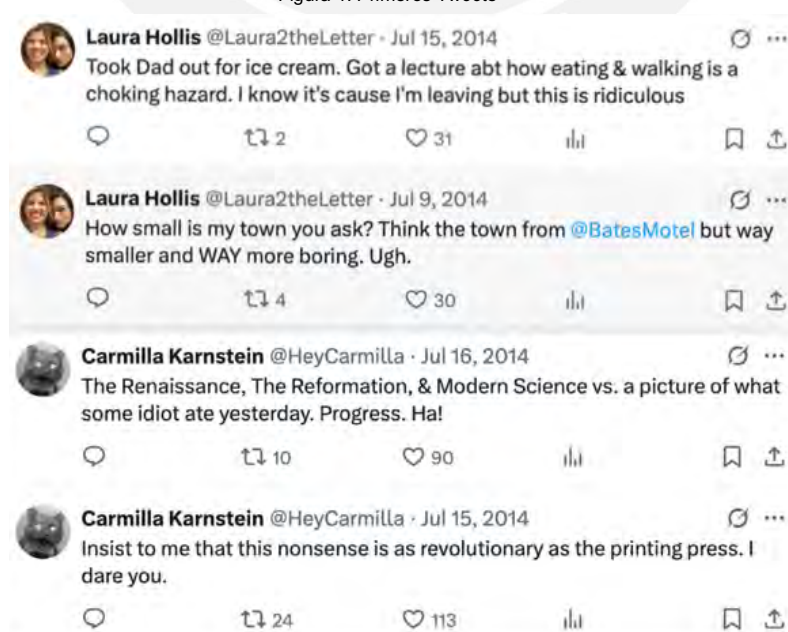 Laura Hollis @Laura2theLetter · Jul 15, 2014
Took Dad out for ice cream. Got a lecture abt how eating & walking is a
choking hazard. I know it's cause I'm leaving but this is ridiculous
2 31
Laura Hollis @Laura2theLetter · Jul 9, 2014
How small is my town you ask? Think the town from @BatesMotel but way
smaller and WAY more boring. Ugh.
4 30
Carmilla Karnstein @HeyCarmilla · Jul 16, 2014
The Renaissance, The Reformation, & Modern Science vs. a picture of what
some idiot ate yesterday. Progress. Ha!
10 90
Carmilla Karnstein @HeyCarmilla · Jul 15, 2014
Insist to me that this nonsense is as revolutionary as the printing press. I
dare you.
24 113